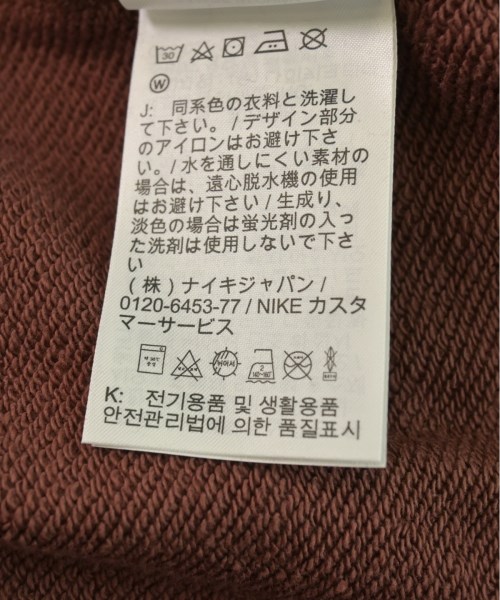 30
W
J: 同系色の衣料と洗濯し
て下さい。/ デザイン部分
のアイロンはお避け下さ
い。/ 水を通しにくい素材の
場合は、遠心脱水機の使用
はお避け下さい / 生成り、
淡色の場合は蛍光剤の入っ
た洗剤は使用しないで下さ
い
(株) ナイキジャパン /
0120-6453-77 / NIKE カスタ
マーサービス
K: 전기용품 및 생활용품
안전관리법에 의한 품질표시